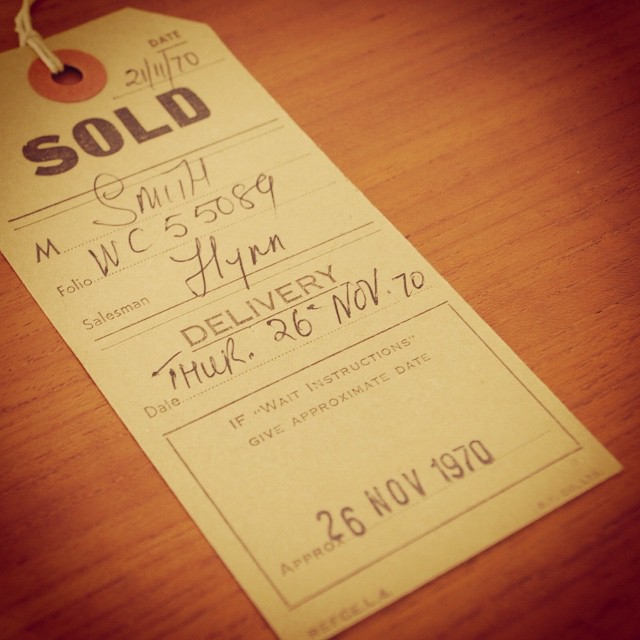 DATE
21/11/70
SOLD
M SMITH
Folio WC 55089
Salesman Flynn
DELIVERY
Date THUR. 26th NOV. 70
IF "WAIT INSTRUCTIONS"
GIVE APPROXIMATE DATE
APPROX 26 NOV 1970